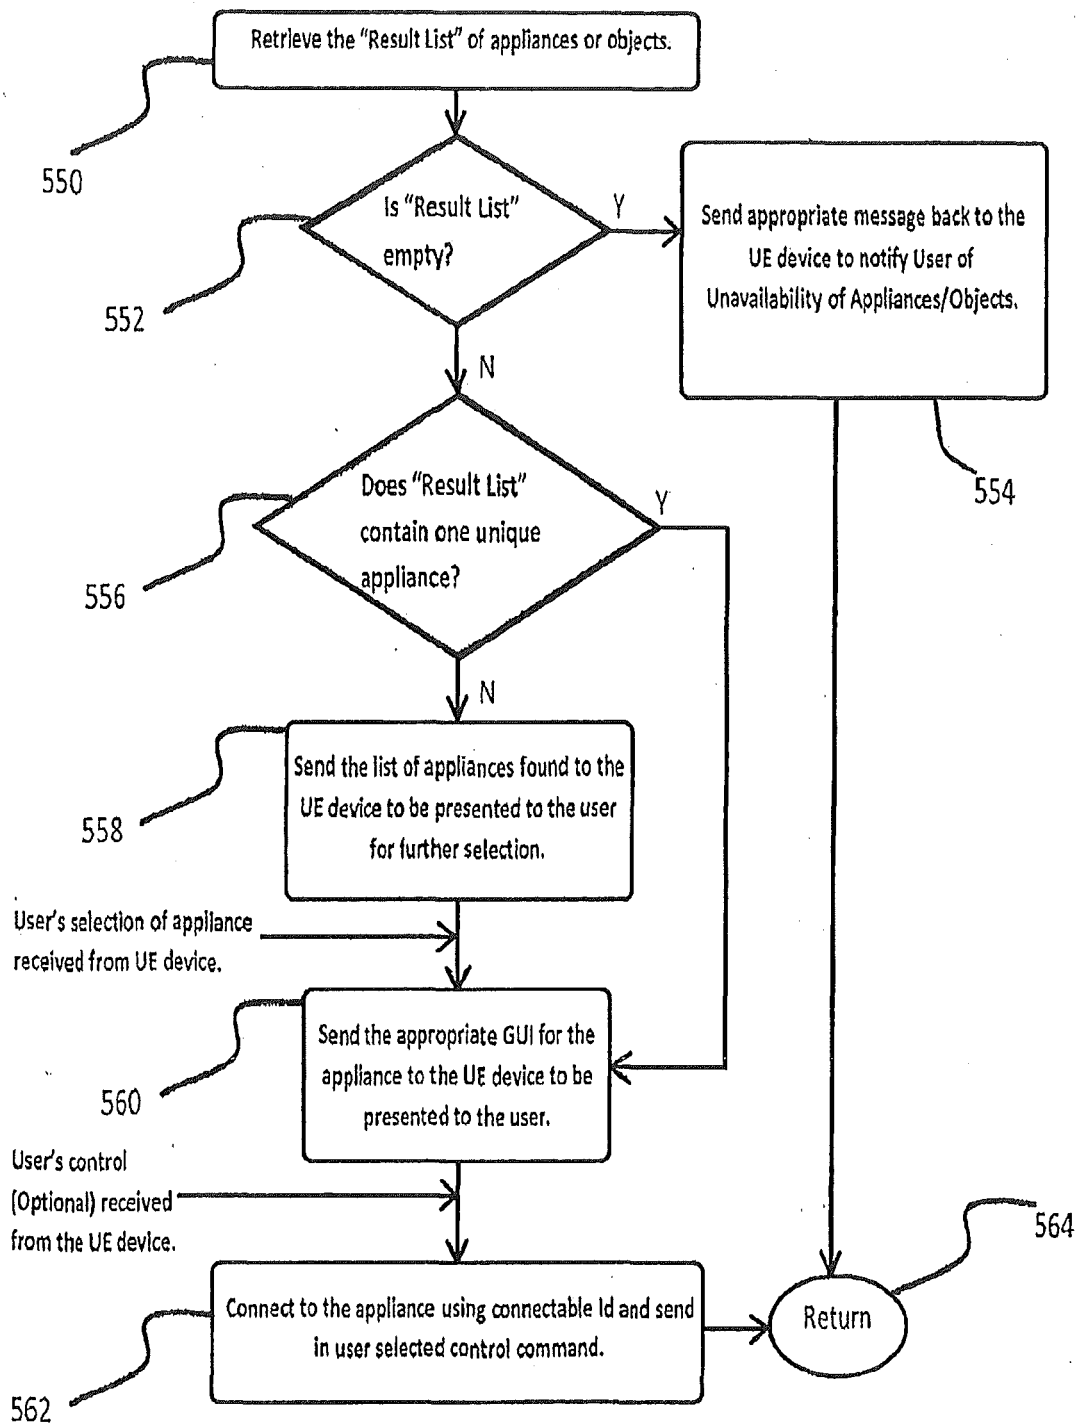 Retrieve the "Result List" of appliances or objects.
550
Is "Result List"
empty?
Y
552
Send appropriate message back to the
UE device to notify User of
Unavailability of Appliances/Objects.
554
N
Does "Result List"
contain one unique
appliance?
Y
556
N
Send the list of appliances found to the
UE device to be presented to the user
for further selection.
558
User's selection of appliance
received from UE device.
Send the appropriate GUI for the
appliance to the UE device to be
presented to the user.
560
User's control
(Optional) received
from the UE device.
Connect to the appliance using connectable Id and send
in user selected control command.
562
Return
564